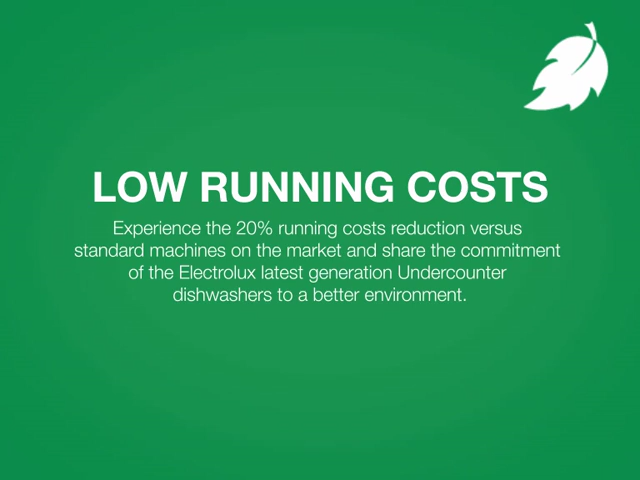 LOW RUNNING COSTS
Experience the 20% running costs reduction versus
standard machines on the market and share the commitment
of the Electrolux latest generation Undercounter
dishwashers to a better environment.